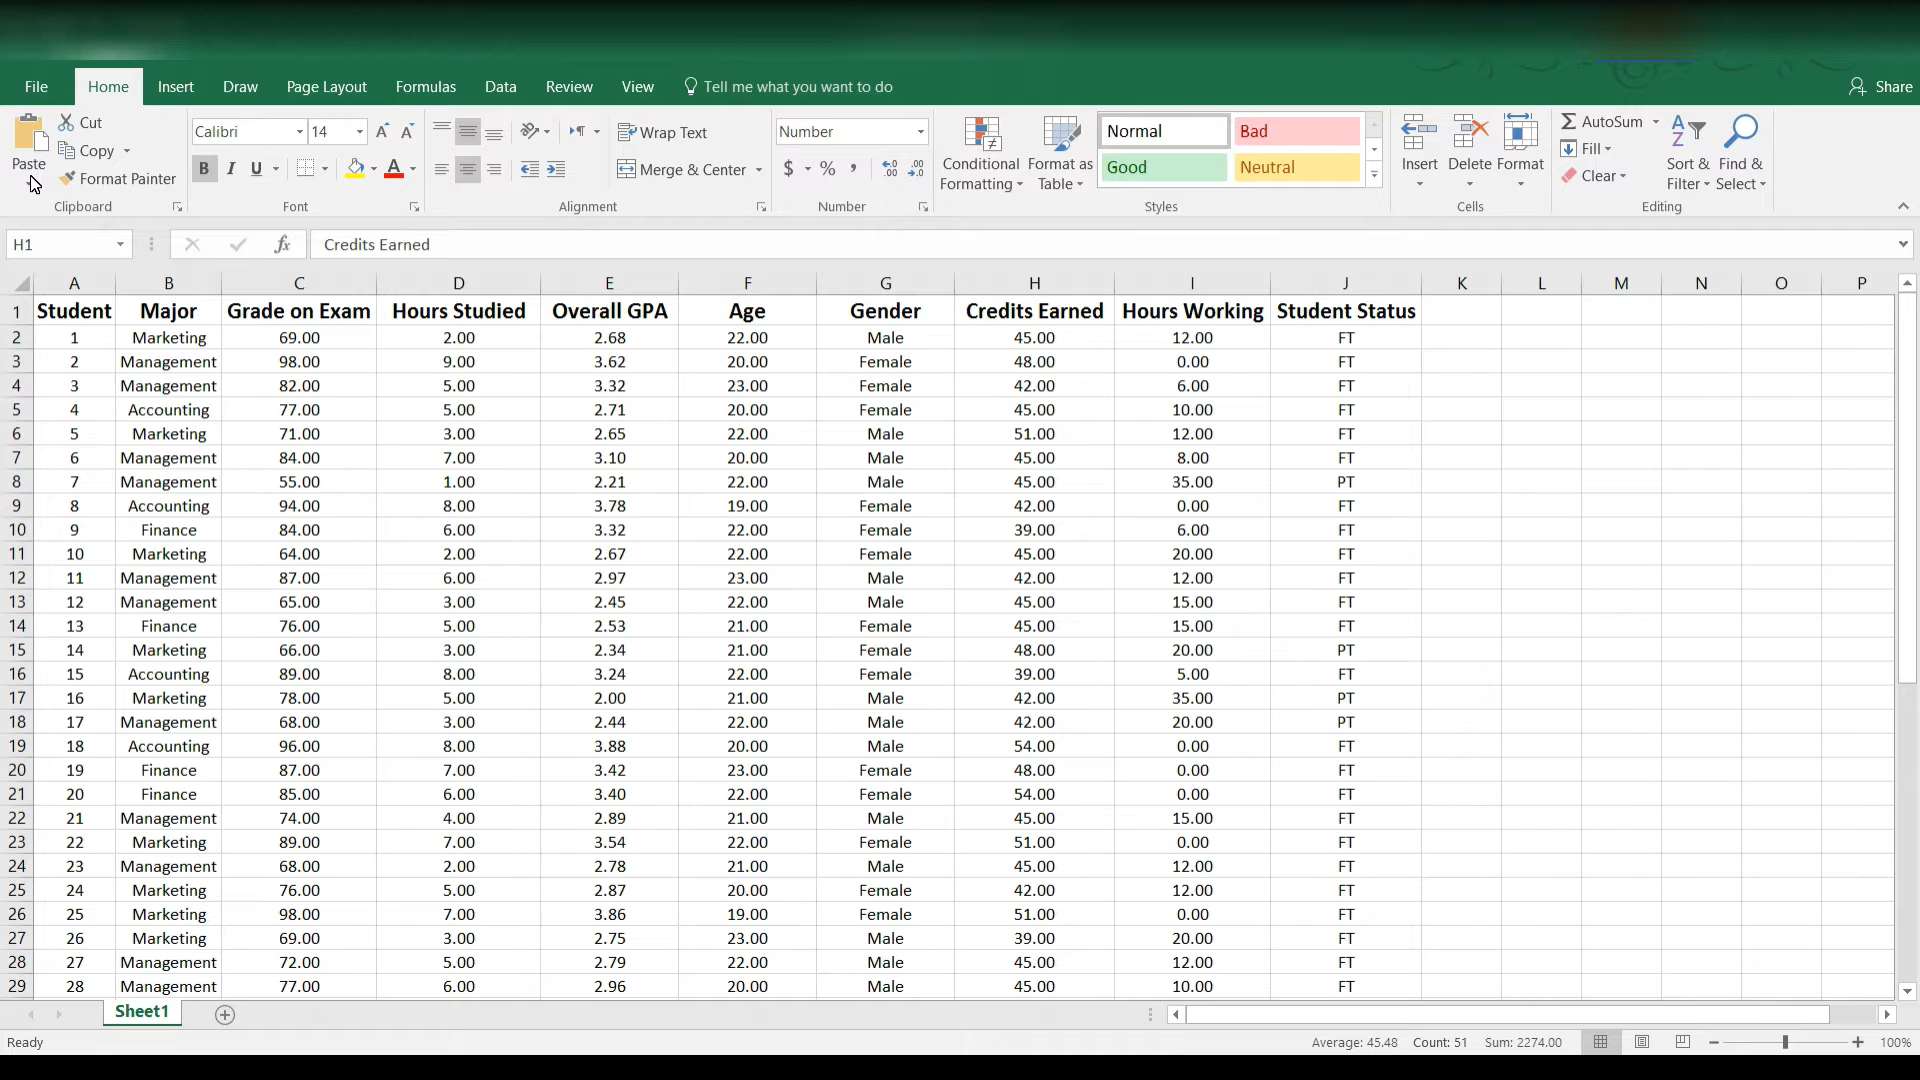 File Home Insert Draw Page Layout Formulas Data Review View Tell me what you want to do Share
Paste Cut Copy Format Painter Clipboard
Calibri 14 B I U A Font
Wrap Text Merge & Center Alignment
Number $ % , Number
Conditional Formatting Format as Table Normal Bad Good Neutral Styles
Insert Delete Format Cells
AutoSum Fill Clear Sort & Filter Find & Select Editing
H1 fx Credits Earned
A B C D E F G H I J K L M N O P
1 Student Major Grade on Exam Hours Studied Overall GPA Age Gender Credits Earned Hours Working Student Status
2 1 Marketing 69.00 2.00 2.68 22.00 Male 45.00 12.00 FT
3 2 Management 98.00 9.00 3.62 20.00 Female 48.00 0.00 FT
4 3 Management 82.00 5.00 3.32 23.00 Female 42.00 6.00 FT
5 4 Accounting 77.00 5.00 2.71 20.00 Female 45.00 10.00 FT
6 5 Marketing 71.00 3.00 2.65 22.00 Male 51.00 12.00 FT
7 6 Management 84.00 7.00 3.10 20.00 Male 45.00 8.00 FT
8 7 Management 55.00 1.00 2.21 22.00 Male 45.00 35.00 PT
9 8 Accounting 94.00 8.00 3.78 19.00 Female 42.00 0.00 FT
10 9 Finance 84.00 6.00 3.32 22.00 Female 39.00 6.00 FT
11 10 Marketing 64.00 2.00 2.67 22.00 Female 45.00 20.00 FT
12 11 Management 87.00 6.00 2.97 23.00 Male 42.00 12.00 FT
13 12 Management 65.00 3.00 2.45 22.00 Male 45.00 15.00 FT
14 13 Finance 76.00 5.00 2.53 21.00 Female 45.00 15.00 FT
15 14 Marketing 66.00 3.00 2.34 21.00 Female 48.00 20.00 PT
16 15 Accounting 89.00 8.00 3.24 22.00 Female 39.00 5.00 FT
17 16 Marketing 78.00 5.00 2.00 21.00 Male 42.00 35.00 PT
18 17 Management 68.00 3.00 2.44 22.00 Male 42.00 20.00 PT
19 18 Accounting 96.00 8.00 3.88 20.00 Male 54.00 0.00 FT
20 19 Finance 87.00 7.00 3.42 23.00 Female 48.00 0.00 FT
21 20 Finance 85.00 6.00 3.40 22.00 Female 54.00 0.00 FT
22 21 Management 74.00 4.00 2.89 21.00 Male 45.00 15.00 FT
23 22 Marketing 89.00 7.00 3.54 22.00 Female 51.00 0.00 FT
24 23 Management 68.00 2.00 2.78 21.00 Male 45.00 12.00 FT
25 24 Marketing 76.00 5.00 2.87 20.00 Female 42.00 12.00 FT
26 25 Marketing 98.00 7.00 3.86 19.00 Female 51.00 0.00 FT
27 26 Marketing 69.00 3.00 2.75 23.00 Male 39.00 20.00 FT
28 27 Management 72.00 5.00 2.79 22.00 Male 45.00 12.00 FT
29 28 Management 77.00 6.00 2.96 20.00 Male 45.00 10.00 FT
Sheet1
Ready Average: 45.48 Count: 51 Sum: 2274.00 100%